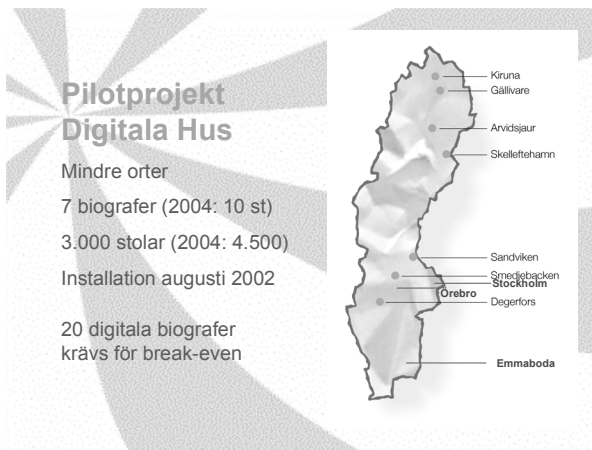 Pilotprojekt
Digitala Hus
Mindre orter
7 biografer (2004: 10 st)
3.000 stolar (2004: 4.500)
Installation augusti 2002
20 digitala biografer
krävs för break-even
Kiruna
Gällivare
Arvidsjaur
Skelleftehamn
Sandviken
Smedjebacken
Stockholm
Örebro
Degerfors
Emmaboda